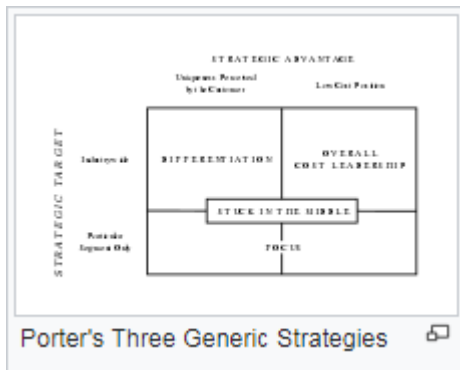 STRATEGIC ADVANTAGE
Uniqueness Perceived
by the Customer
Low Cost Position
STRATEGIC TARGET
Industrywide
DIFFERENTIATION
OVERALL
COST LEADERSHIP
STUCK IN THE MIDDLE
Particular
Segment Only
FOCUS
Porter's Three Generic Strategies